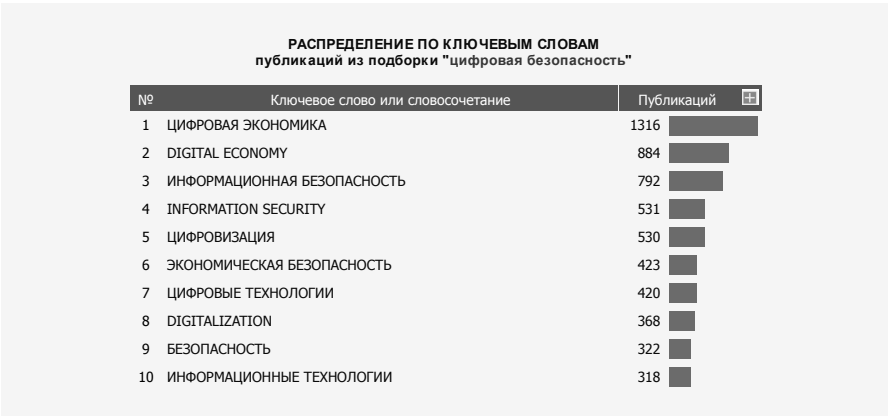 РАСПРЕДЕЛЕНИЕ ПО КЛЮЧЕВЫМ СЛОВАМ
публикаций из подборки "цифровая безопасность"
№ Ключевое слово или словосочетание Публикаций
1 ЦИФРОВАЯ ЭКОНОМИКА 1316
2 DIGITAL ECONOMY 884
3 ИНФОРМАЦИОННАЯ БЕЗОПАСНОСТЬ 792
4 INFORMATION SECURITY 531
5 ЦИФРОВИЗАЦИЯ 530
6 ЭКОНОМИЧЕСКАЯ БЕЗОПАСНОСТЬ 423
7 ЦИФРОВЫЕ ТЕХНОЛОГИИ 420
8 DIGITALIZATION 368
9 БЕЗОПАСНОСТЬ 322
10 ИНФОРМАЦИОННЫЕ ТЕХНОЛОГИИ 318